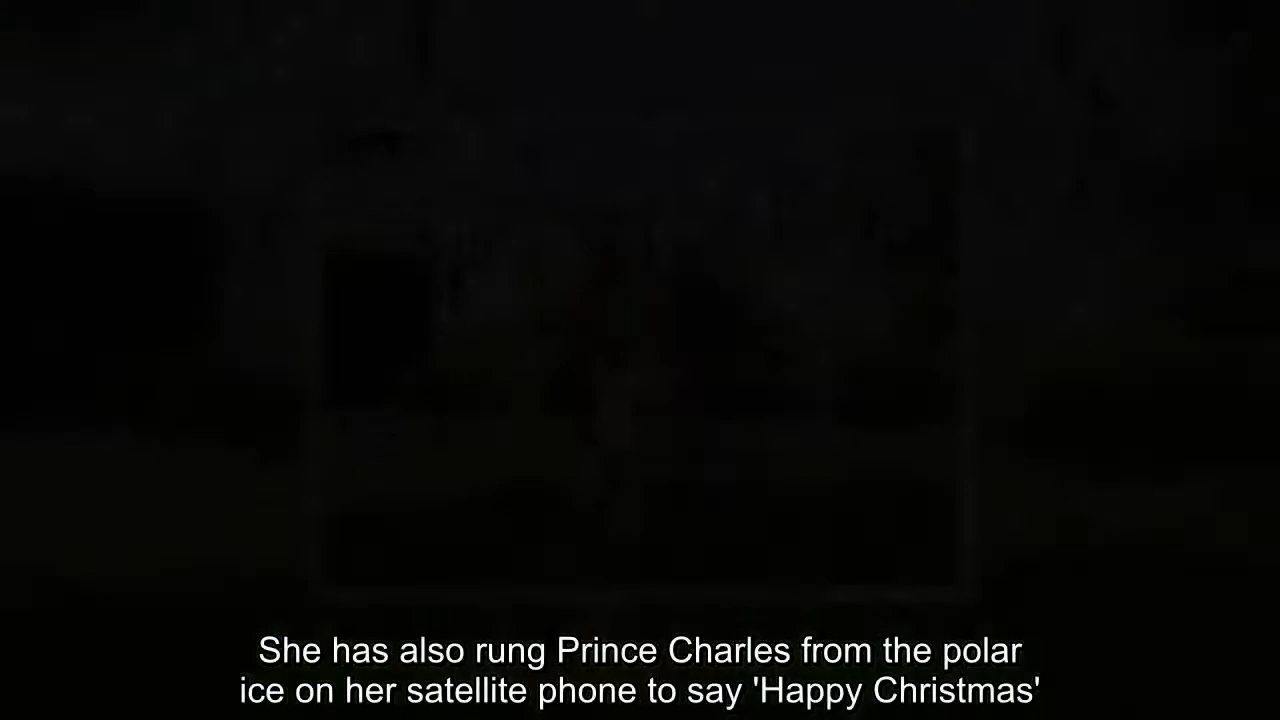 She has also rung Prince Charles from the polar
ice on her satellite phone to say 'Happy Christmas'